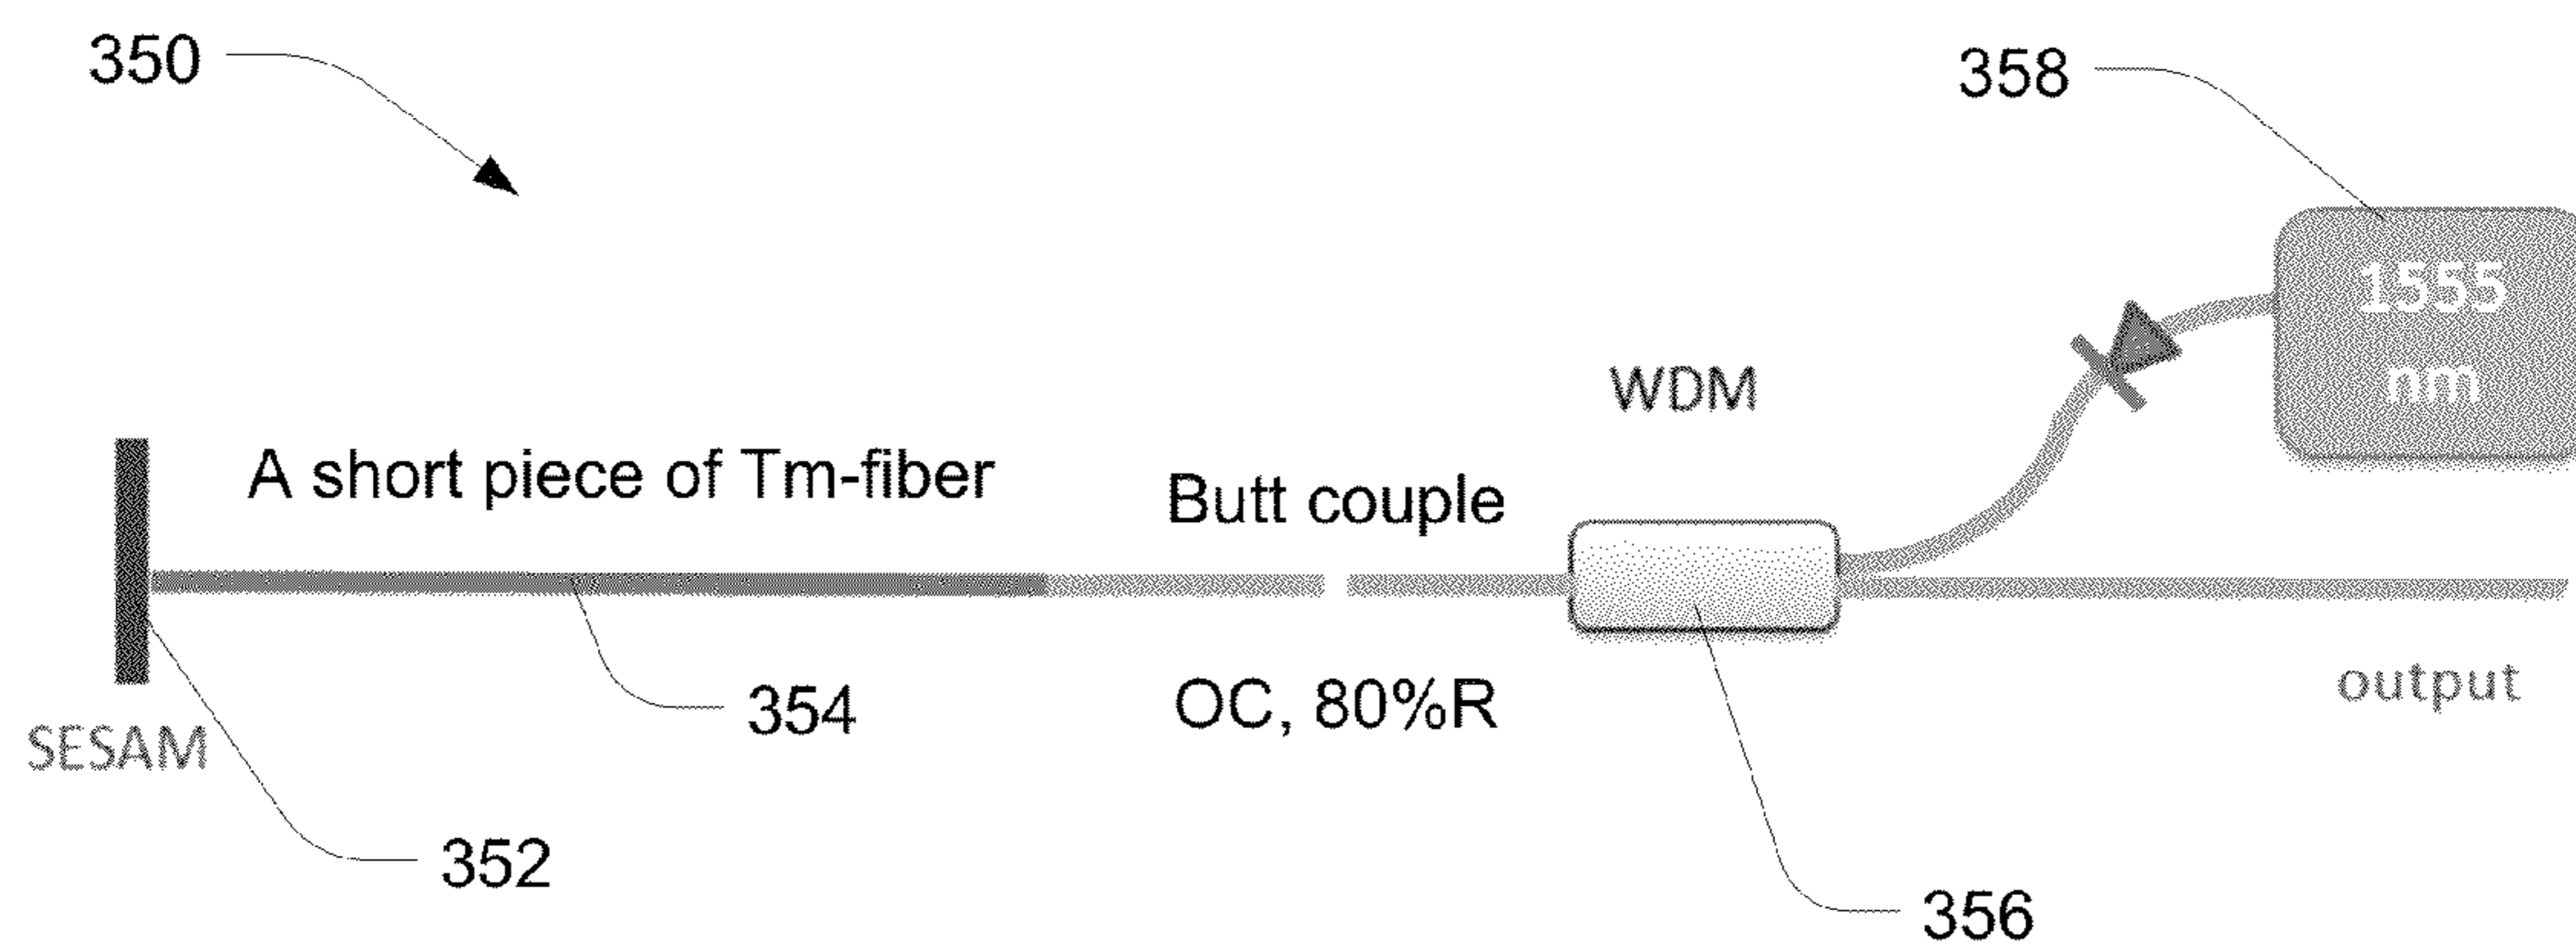 350
358
1555
nm
WDM
A short piece of Tm-fiber
Butt couple
OC, 80%R
output
354
SESAM
352
356